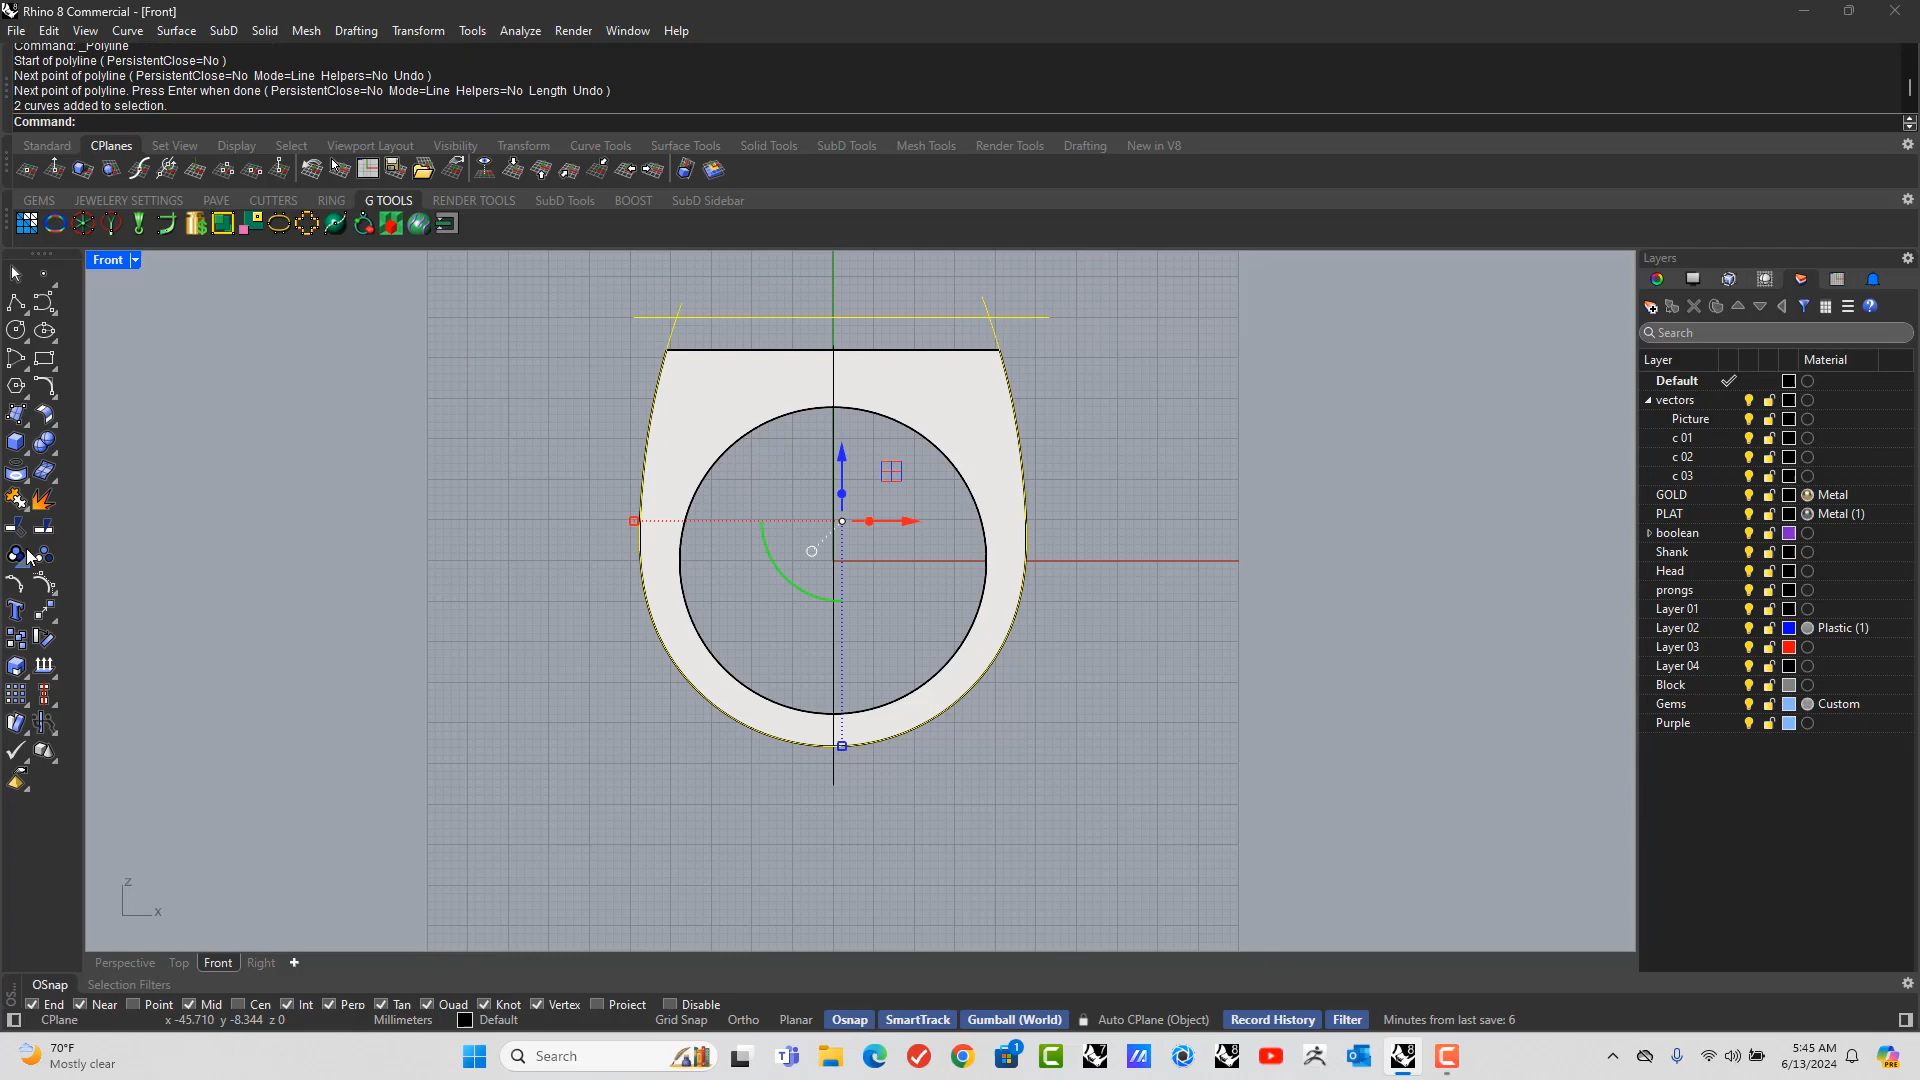 Rhino 8 Commercial - [Front]
File Edit View Curve Surface SubD Solid Mesh Drafting Transform Tools Analyze Render Window Help
Command: _Polyline
Start of polyline ( PersistentClose=No )
Next point of polyline ( PersistentClose=No Mode=Line Helpers=No Undo )
Next point of polyline. Press Enter when done ( PersistentClose=No Mode=Line Helpers=No Length Undo )
2 curves added to selection.
Command:
Standard CPlanes Set View Display Select Viewport Layout Visibility Transform Curve Tools Surface Tools Solid Tools SubD Tools Mesh Tools Render Tools Drafting New in V8
GEMS JEWELERY SETTINGS PAVE CUTTERS RING G TOOLS RENDER TOOLS SubD Tools BOOST SubD Sidebar
Front
Layers
Search
Layer Material
Default
vectors
Picture
c 01
c 02
c 03
GOLD Metal
PLAT Metal (1)
boolean
Shank
Head
prongs
Layer 01
Layer 02 Plastic (1)
Layer 03
Layer 04
Block
Gems Custom
Purple
z
x
Perspective Top Front Right
OS... OSnap Selection Filters
End Near Point Mid Cen Int Perp Tan Quad Knot Vertex Project Disable
CPlane x -45.710 y -8.344 z 0 Millimeters Default Grid Snap Ortho Planar Osnap SmartTrack Gumball (World) Auto CPlane (Object) Record History Filter Minutes from last save: 6
70°F
Mostly clear
Search
1
5:45 AM
6/13/2024
PRE